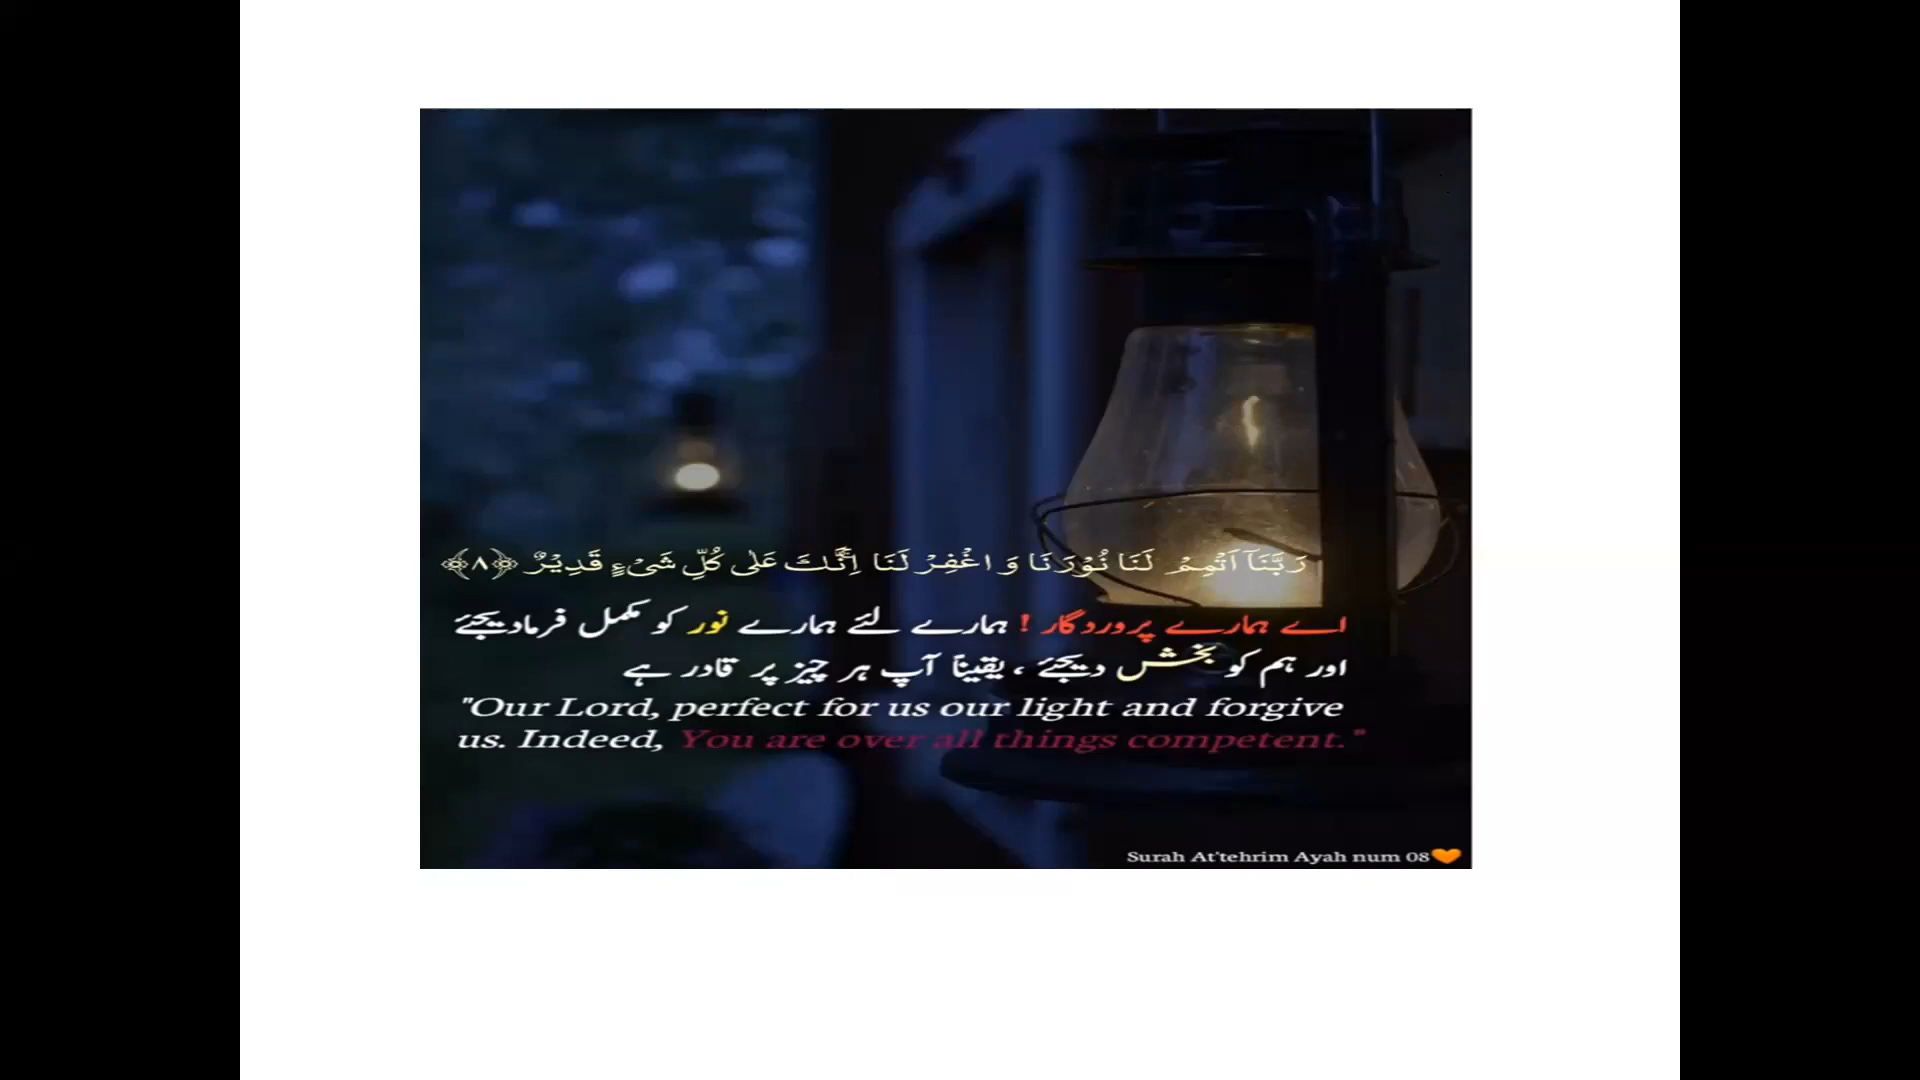 رَبَّنَآ اَتْمِمْ لَنَا نُوْرَنَا وَ اغْفِرْ لَنَا اِنَّكَ عَلٰى كُلِّ شَیْءٍ قَدِیْرٌ ﴿۸﴾
اے ہمارے پروردگار ! ہمارے لئے ہمارے نور کو مکمل فرمادیجئے
اور ہم کو بخش دیجئے ، یقیناً آپ ہر چیز پر قادر ہے
"Our Lord, perfect for us our light and forgive
us. Indeed, You are over all things competent."
Surah At'tehrim Ayah num 08🧡